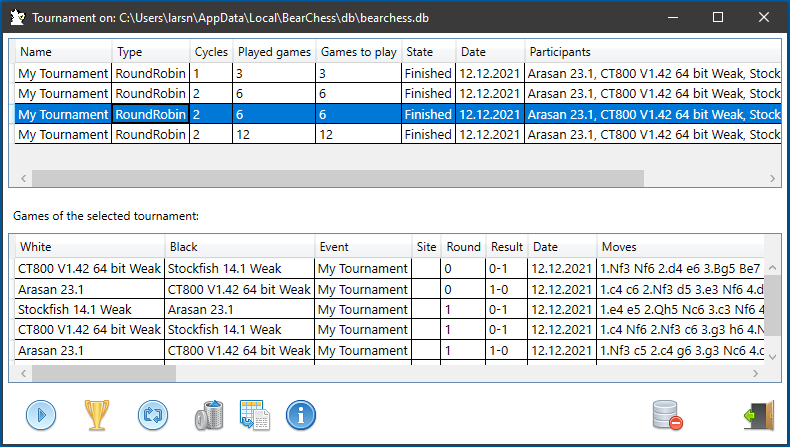 Tournament on: C:\Users\larsn\AppData\Local\BearChess\db\bearchess.db
Name Type Cycles Played games Games to play State Date Participants
My Tournament RoundRobin 1 3 3 Finished 12.12.2021 Arasan 23.1, CT800 V1.42 64 bit Weak, Stock
My Tournament RoundRobin 2 6 6 Finished 12.12.2021 Arasan 23.1, CT800 V1.42 64 bit Weak, Stock
My Tournament RoundRobin 2 6 6 Finished 12.12.2021 Arasan 23.1, CT800 V1.42 64 bit Weak, Stock
My Tournament RoundRobin 2 12 12 Finished 12.12.2021 Arasan 23.1, CT800 V1.42 64 bit Weak, Stock
Games of the selected tournament:
White Black Event Site Round Result Date Moves
CT800 V1.42 64 bit Weak Stockfish 14.1 Weak My Tournament 0 0-1 12.12.2021 1.Nf3 Nf6 2.d4 e6 3.Bg5 Be7
Arasan 23.1 CT800 V1.42 64 bit Weak My Tournament 0 1-0 12.12.2021 1.c4 c6 2.Nf3 d5 3.e3 Nf6 4.d
Stockfish 14.1 Weak Arasan 23.1 My Tournament 1 0-1 12.12.2021 1.e4 e5 2.Qh5 Nc6 3.c3 Nf6 4
CT800 V1.42 64 bit Weak Stockfish 14.1 Weak My Tournament 1 0-1 12.12.2021 1.c4 Nf6 2.Nf3 c6 3.g3 h6 4.N
Arasan 23.1 CT800 V1.42 64 bit Weak My Tournament 1 1-0 12.12.2021 1.Nf3 c5 2.c4 g6 3.g3 Nc6 4.d